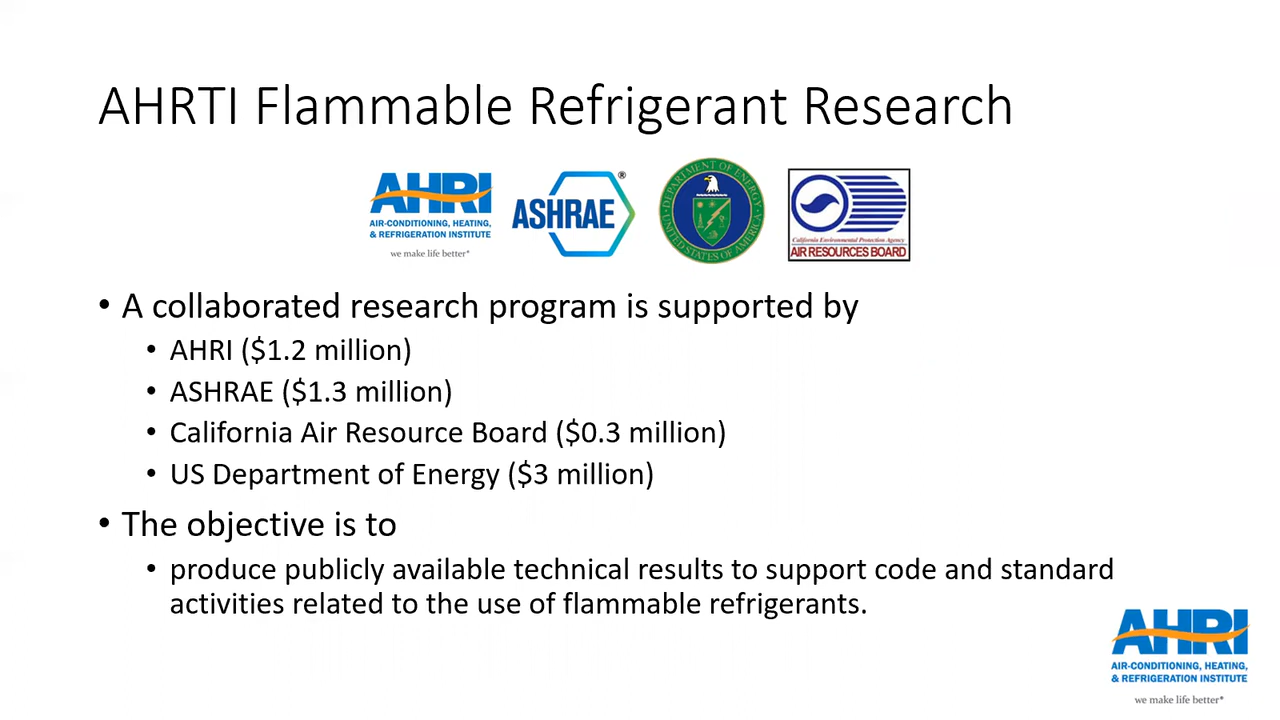 AHRTI Flammable Refrigerant Research
AHRI
AIR-CONDITIONING, HEATING,
& REFRIGERATION INSTITUTE
we make life better*
ASHRAE®
DEPARTMENT OF ENERGY
UNITED STATES OF AMERICA
California Environmental Protection Agency
AIR RESOURCES BOARD
• A collaborated research program is supported by
• AHRI ($1.2 million)
• ASHRAE ($1.3 million)
• California Air Resource Board ($0.3 million)
• US Department of Energy ($3 million)
• The objective is to
• produce publicly available technical results to support code and standard
activities related to the use of flammable refrigerants.
AHRI
AIR-CONDITIONING, HEATING,
& REFRIGERATION INSTITUTE
we make life better*